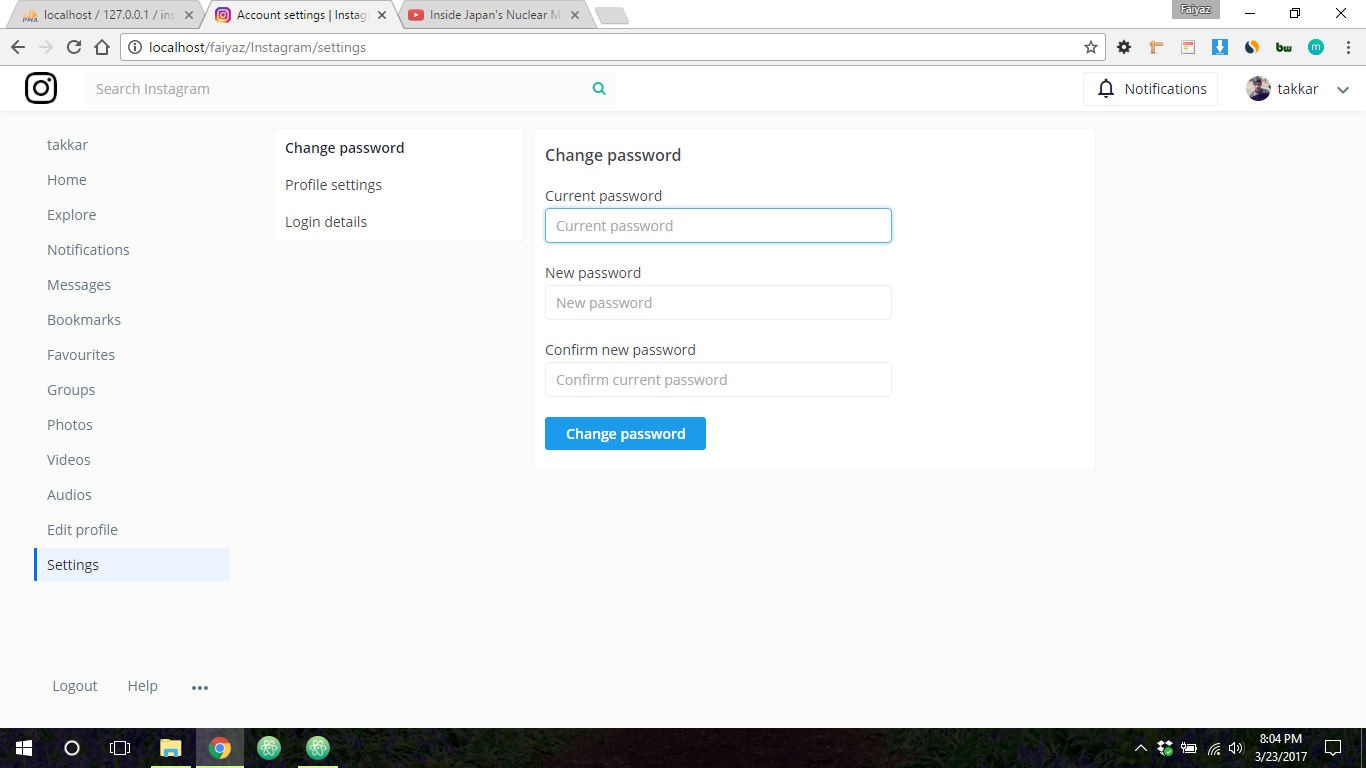 localhost / 127.0.0.1 / ins
Account settings | Instag
Inside Japan's Nuclear M
Faiyaz
localhost/faiyaz/Instagram/settings
bw
m
Search Instagram
Notifications
takkar
takkar
Home
Explore
Notifications
Messages
Bookmarks
Favourites
Groups
Photos
Videos
Audios
Edit profile
Settings
Logout
Help
Change password
Profile settings
Login details
Change password
Current password
Current password
New password
New password
Confirm new password
Confirm current password
Change password
8:04 PM
3/23/2017